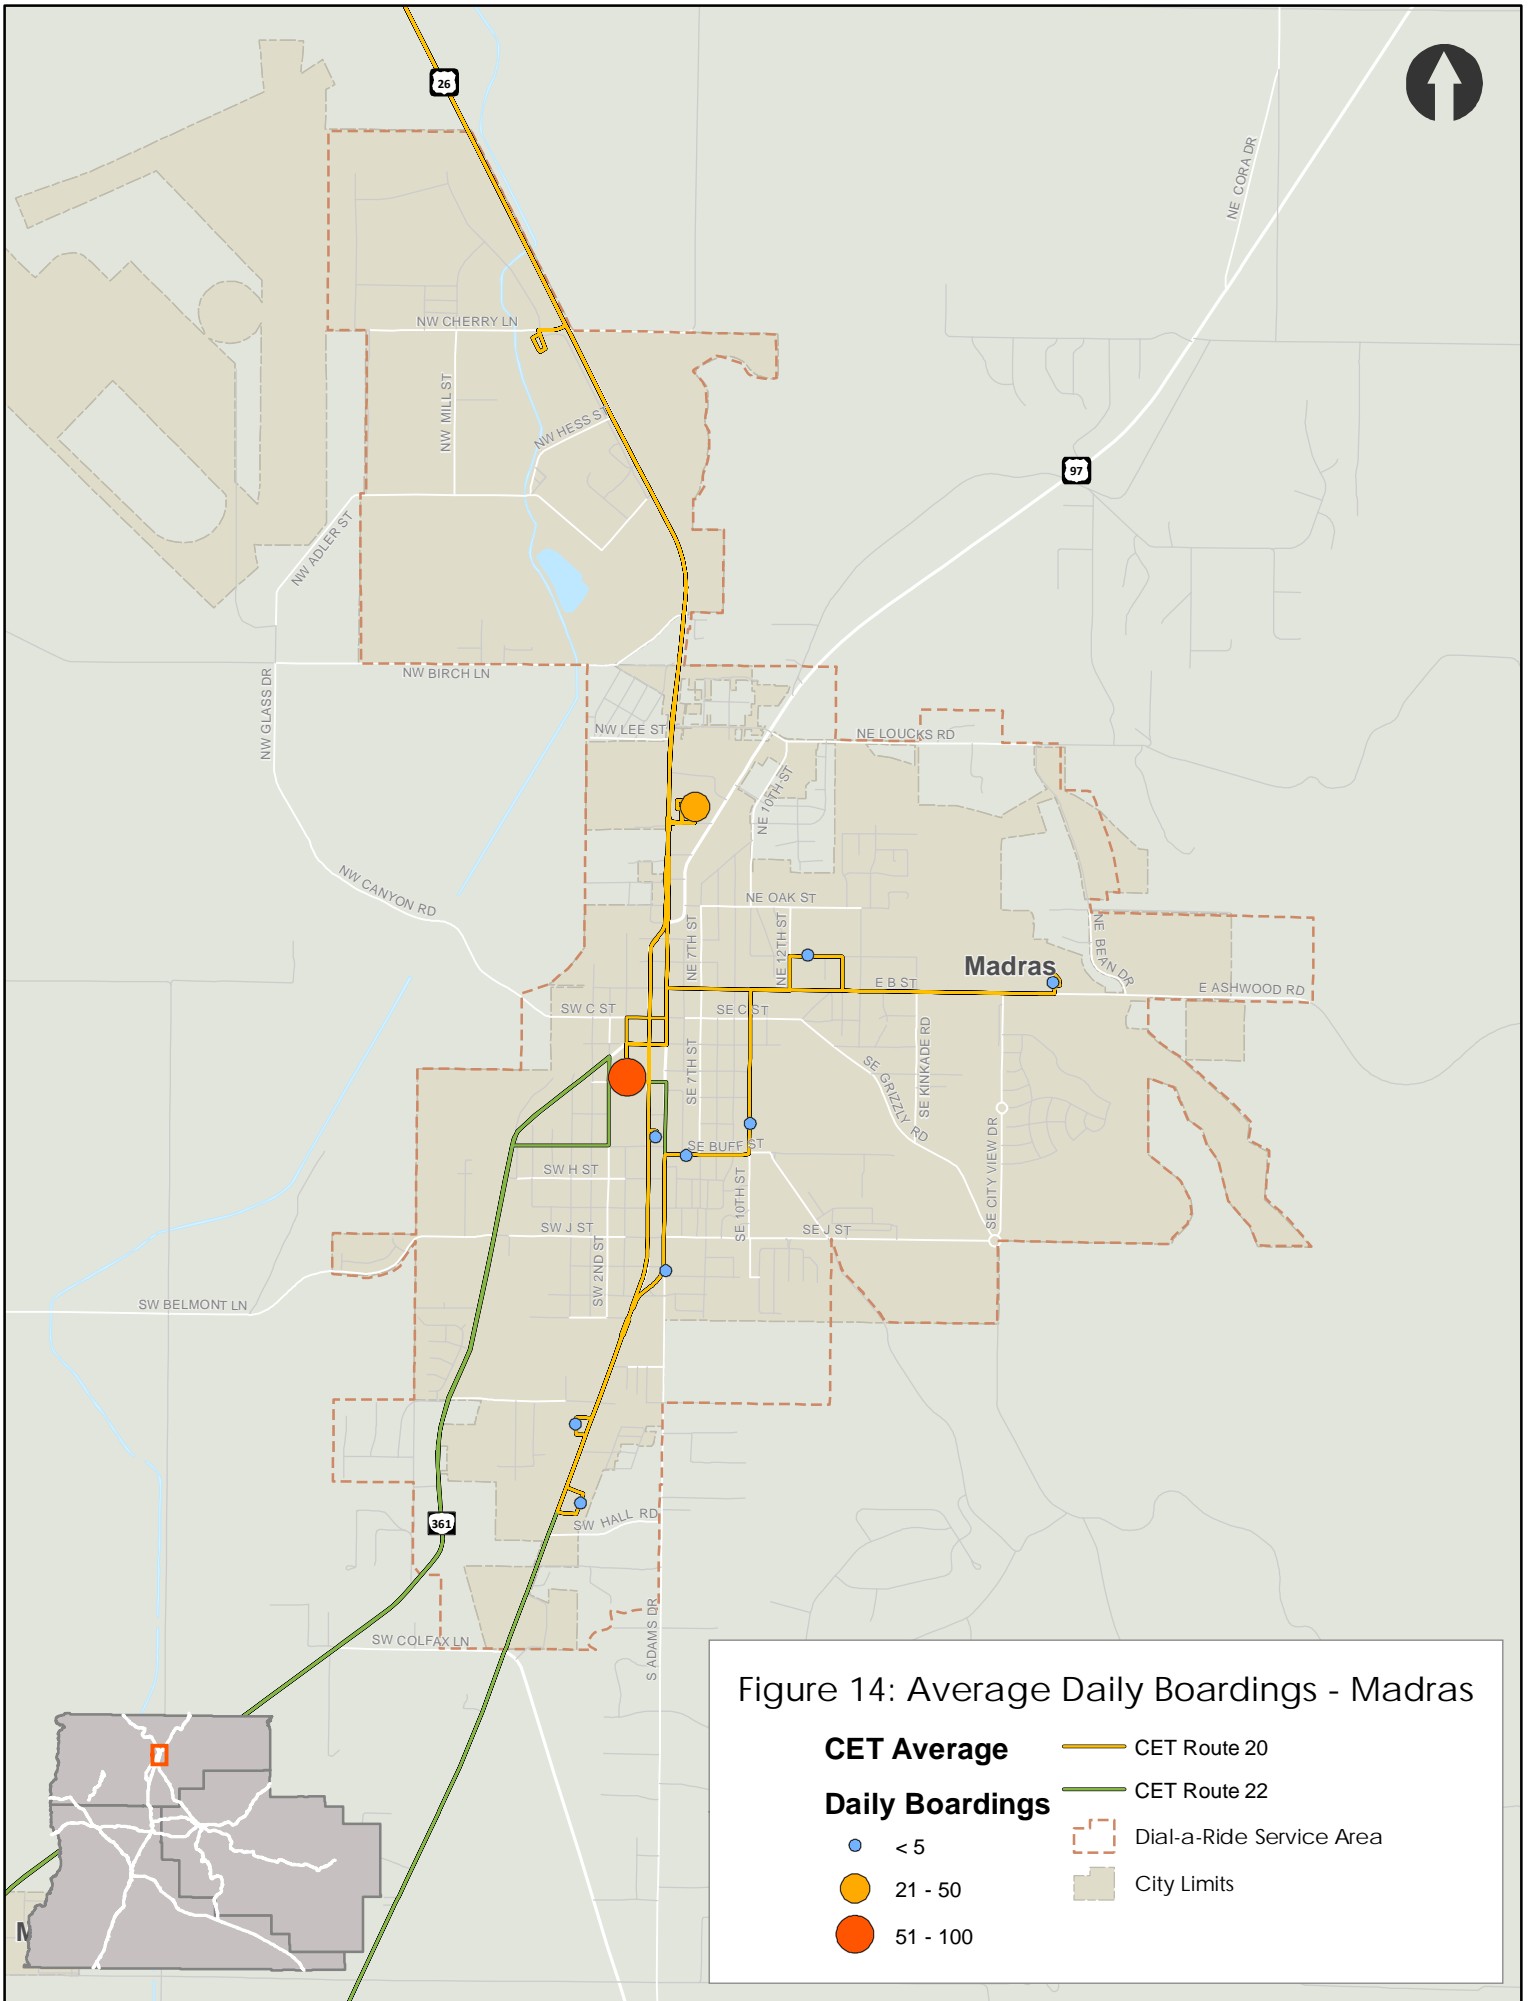 26
NE CORA DR
NW CHERRY LN
NW MILL ST
NW HESS ST
97
NW ADLER ST
NW BIRCH LN
NW GLASS DR
NW LEE ST
NE LOUCKS RD
NE 10TH ST
NW CANYON RD
NE OAK ST
NE 7TH ST
NE 12TH ST
Madras
NE BEAN DR
E B ST
E ASHWOOD RD
SW C ST
SE C ST
SE 7TH ST
SE GRIZZLY RD
SE KINKADE RD
SE BUFF ST
SW H ST
SE 10TH ST
SE CITY VIEW DR
SW J ST
SE J ST
SW 2ND ST
SW BELMONT LN
361
SW HALL RD
SW COLFAX LN
S ADAMS DR
M
Figure 14: Average Daily Boardings - Madras
CET Average
Daily Boardings
< 5
21 - 50
51 - 100
CET Route 20
CET Route 22
Dial-a-Ride Service Area
City Limits